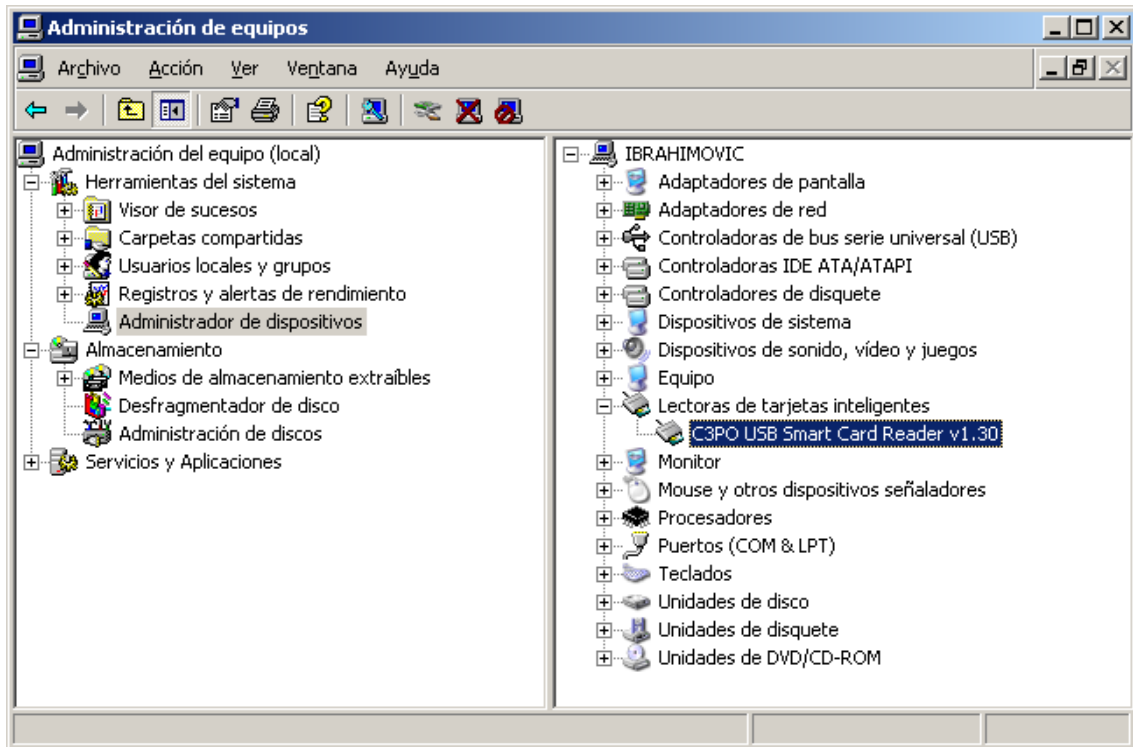 Administración de equipos
Archivo Acción Ver Ventana Ayuda
Administración del equipo (local)
Herramientas del sistema
Visor de sucesos
Carpetas compartidas
Usuarios locales y grupos
Registros y alertas de rendimiento
Administrador de dispositivos
Almacenamiento
Medios de almacenamiento extraíbles
Desfragmentador de disco
Administración de discos
Servicios y Aplicaciones
IBRAHIMOVIC
Adaptadores de pantalla
Adaptadores de red
Controladoras de bus serie universal (USB)
Controladoras IDE ATA/ATAPI
Controladores de disquete
Dispositivos de sistema
Dispositivos de sonido, vídeo y juegos
Equipo
Lectoras de tarjetas inteligentes
C3PO USB Smart Card Reader v1.30
Monitor
Mouse y otros dispositivos señaladores
Procesadores
Puertos (COM & LPT)
Teclados
Unidades de disco
Unidades de disquete
Unidades de DVD/CD-ROM